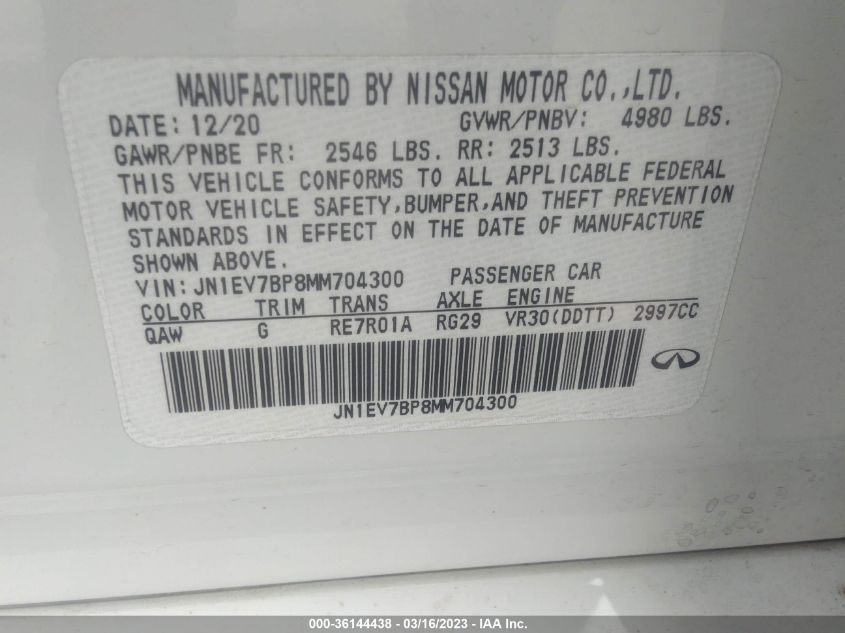 MANUFACTURED BY NISSAN MOTOR CO.,LTD.
DATE: 12/20 GVWR/PNBV: 4980 LBS.
GAWR/PNBE FR: 2546 LBS. RR: 2513 LBS.
THIS VEHICLE CONFORMS TO ALL APPLICABLE FEDERAL
MOTOR VEHICLE SAFETY,BUMPER,AND THEFT PREVENTION
STANDARDS IN EFFECT ON THE DATE OF MANUFACTURE
SHOWN ABOVE.
VIN: JN1EV7BP8MM704300 PASSENGER CAR
COLOR TRIM TRANS AXLE ENGINE
QAW G RE7R01A RG29 VR30(DDTT) 2997CC
JN1EV7BP8MM704300
000-36144438 - 03/16/2023 - IAA Inc.